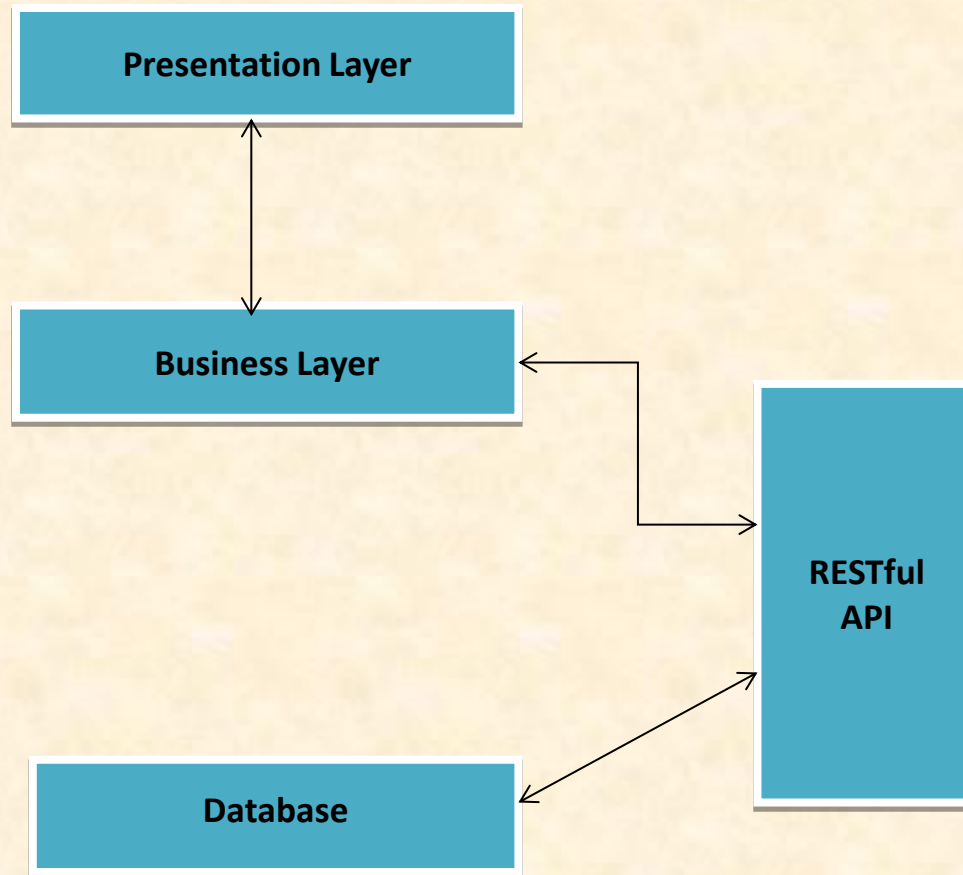 Presentation Layer
Business Layer
RESTful
API
Database